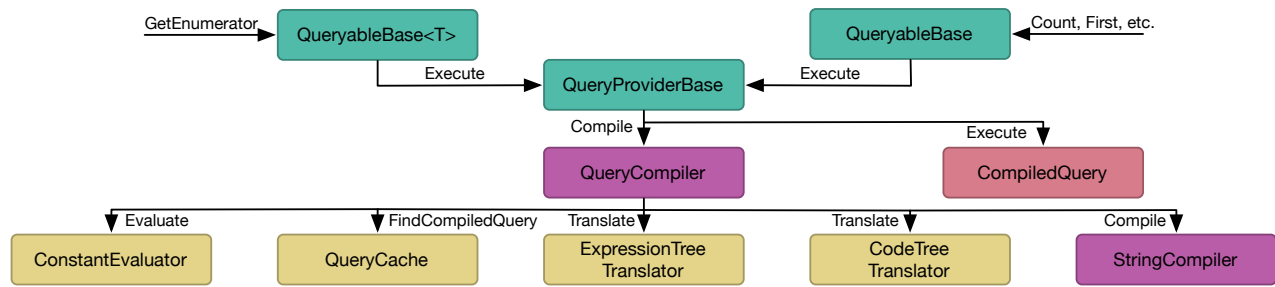 GetEnumerator
QueryableBase<T>
QueryableBase
Count, First, etc.
Execute
QueryProviderBase
Execute
Compile
Execute
QueryCompiler
CompiledQuery
Evaluate
FindCompiledQuery
Translate
Translate
Compile
ConstantEvaluator
QueryCache
ExpressionTree
Translator
CodeTree
Translator
StringCompiler